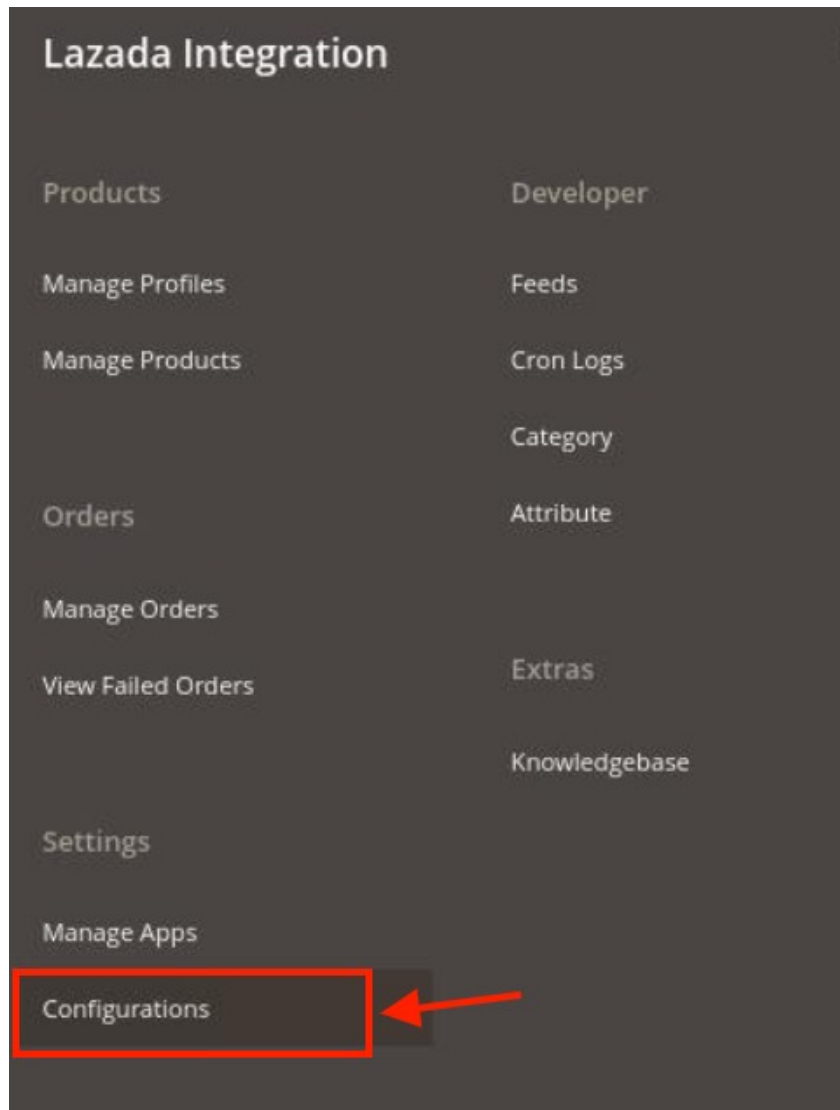 Lazada Integration
Products
Manage Profiles
Manage Products
Orders
Manage Orders
View Failed Orders
Settings
Manage Apps
Configurations
Developer
Feeds
Cron Logs
Category
Attribute
Extras
Knowledgebase